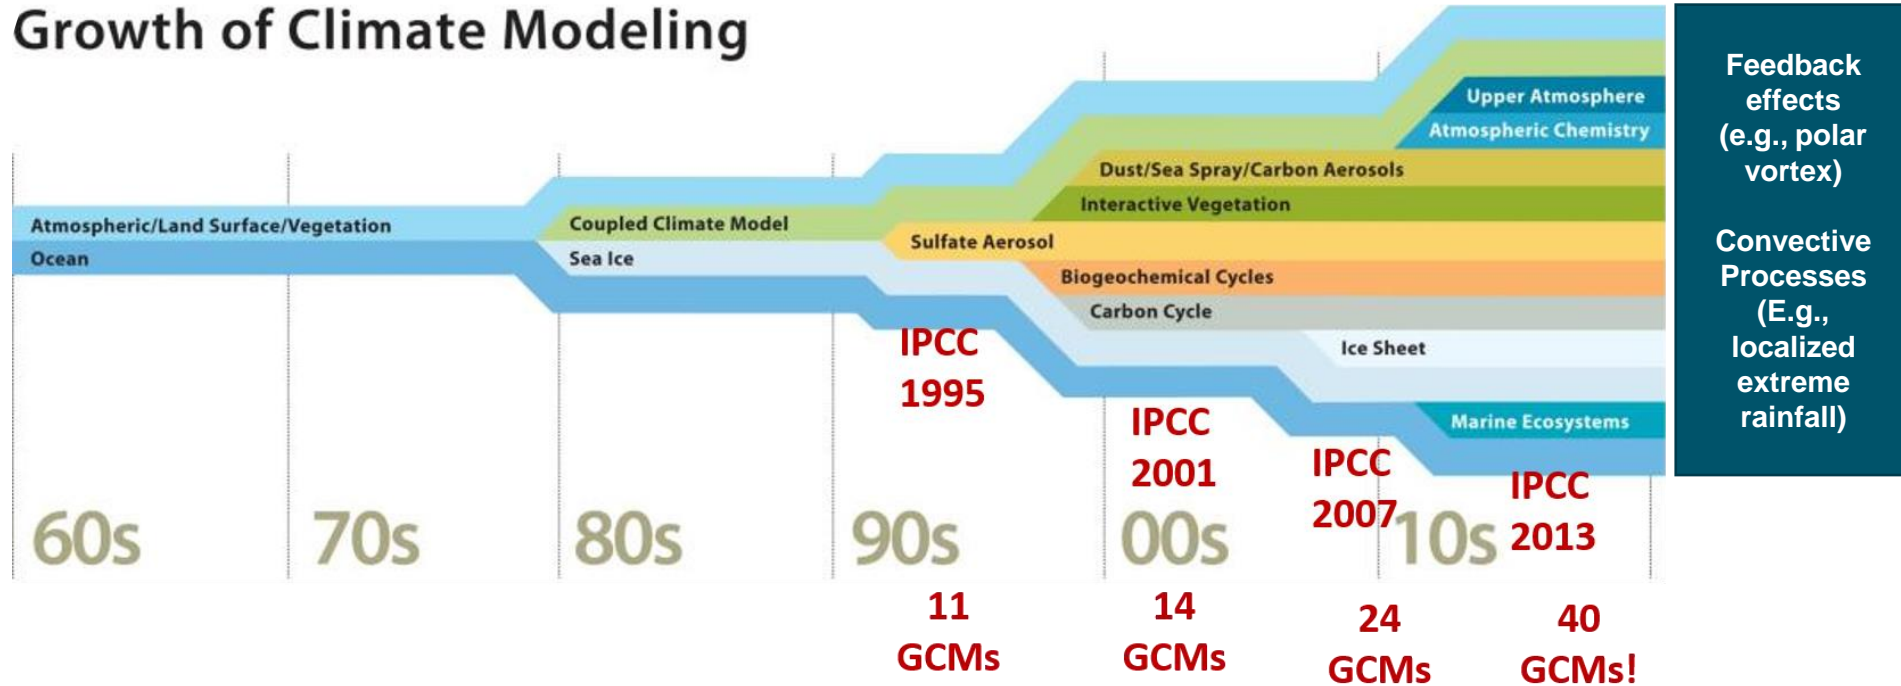 Growth of Climate Modeling
Atmospheric/Land Surface/Vegetation
Ocean
Coupled Climate Model
Sea Ice
Sulfate Aerosol
Upper Atmosphere
Atmospheric Chemistry
Dust/Sea Spray/Carbon Aerosols
Interactive Vegetation
Biogeochemical Cycles
Carbon Cycle
Ice Sheet
Marine Ecosystems
IPCC
1995
IPCC
2001
IPCC
2007
IPCC
2013
60s
70s
80s
90s
00s
10s
11
GCMs
14
GCMs
24
GCMs
40
GCMs!
Feedback
effects
(e.g., polar
vortex)
Convective
Processes
(E.g.,
localized
extreme
rainfall)